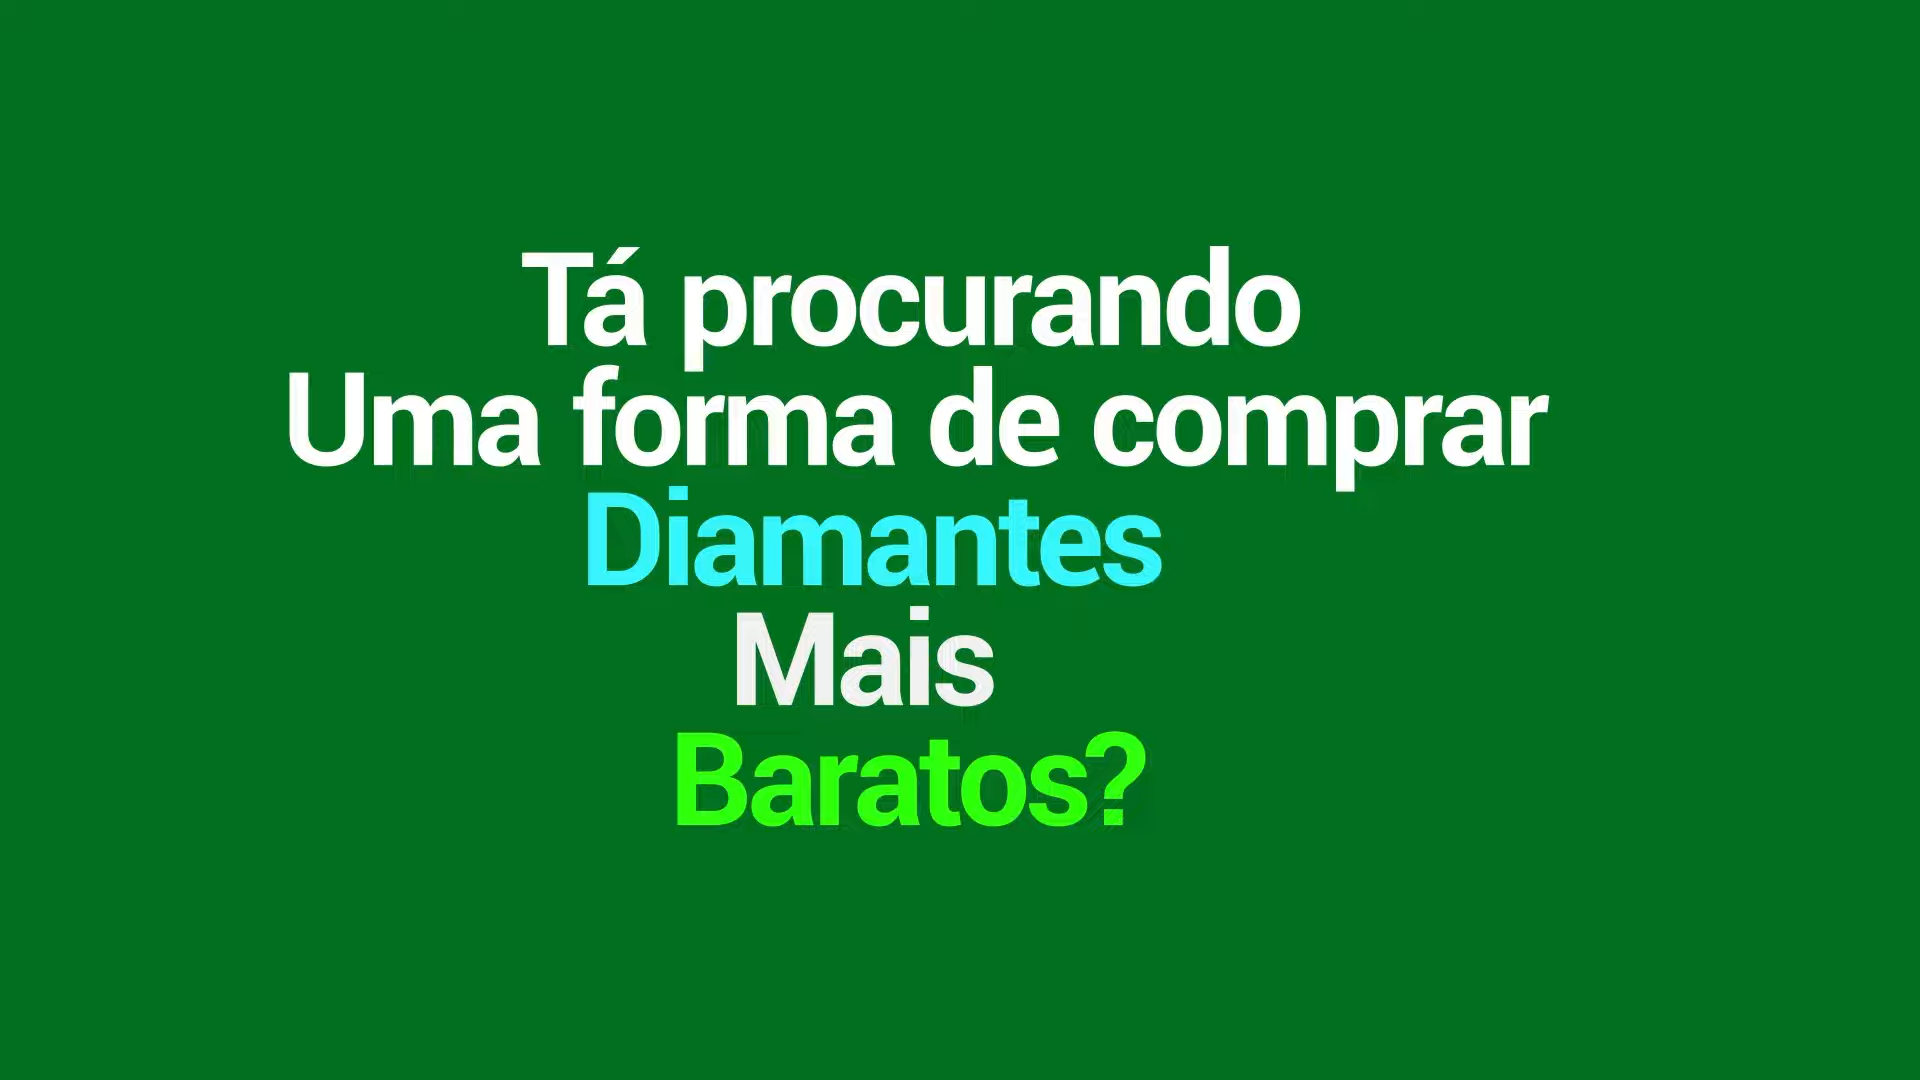 Tá procurando
Uma forma de comprar
Diamantes
Mais
Baratos?